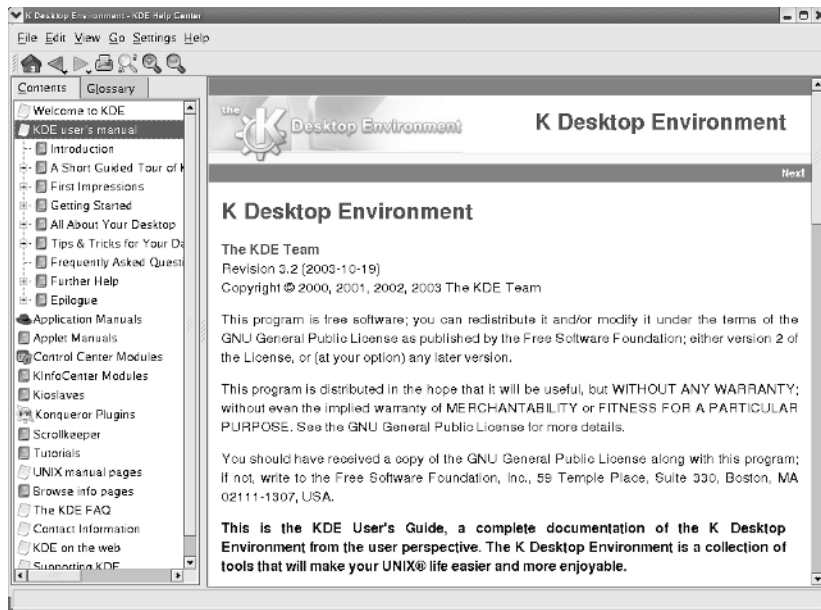 K Desktop Environment - KDE Help Center
File Edit View Go Settings Help
Contents Glossary
Welcome to KDE
KDE user's manual
Introduction
A Short Guided Tour of K
First Impressions
Getting Started
All About Your Desktop
Tips & Tricks for Your Da
Frequently Asked Questi
Further Help
Epilogue
Application Manuals
Applet Manuals
Control Center Modules
KInfoCenter Modules
Kioslaves
Konqueror Plugins
Scrollkeeper
Tutorials
UNIX manual pages
Browse info pages
The KDE FAQ
Contact Information
KDE on the web
Supporting KDE
the K Desktop Environment
K Desktop Environment
Next
K Desktop Environment
The KDE Team
Revision 3.2 (2003-10-19)
Copyright © 2000, 2001, 2002, 2003 The KDE Team
This program is free software; you can redistribute it and/or modify it under the terms of the
GNU General Public License as published by the Free Software Foundation; either version 2 of
the License, or (at your option) any later version.
This program is distributed in the hope that it will be useful, but WITHOUT ANY WARRANTY;
without even the implied warranty of MERCHANTABILITY or FITNESS FOR A PARTICULAR
PURPOSE. See the GNU General Public License for more details.
You should have received a copy of the GNU General Public License along with this program;
if not, write to the Free Software Foundation, Inc., 59 Temple Place, Suite 330, Boston, MA
02111-1307, USA.
This is the KDE User's Guide, a complete documentation of the K Desktop
Environment from the user perspective. The K Desktop Environment is a collection of
tools that will make your UNIX® life easier and more enjoyable.